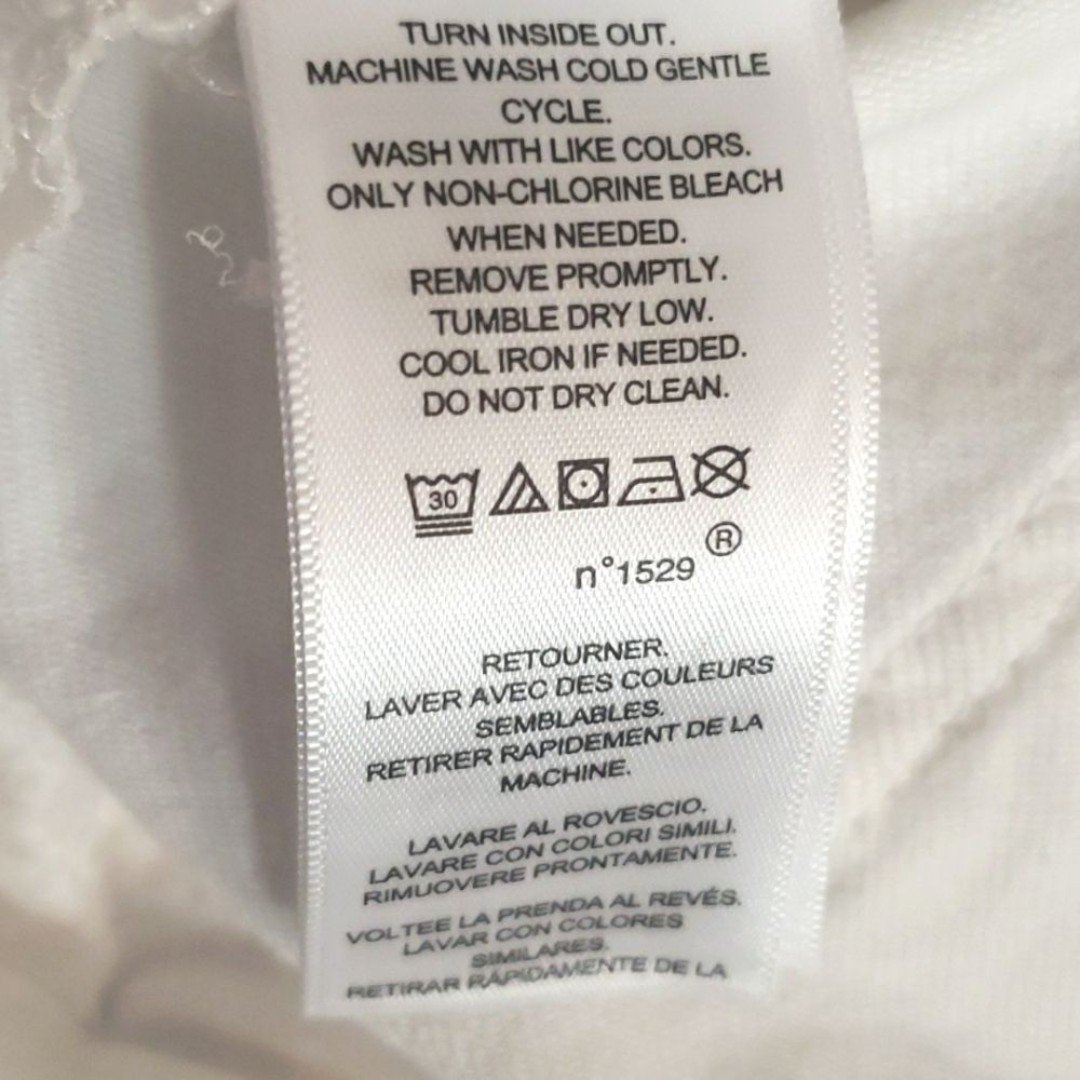 TURN INSIDE OUT.
MACHINE WASH COLD GENTLE
CYCLE.
WASH WITH LIKE COLORS.
ONLY NON-CHLORINE BLEACH
WHEN NEEDED.
REMOVE PROMPTLY.
TUMBLE DRY LOW.
COOL IRON IF NEEDED.
DO NOT DRY CLEAN.
30
n°1529 ®
RETOURNER.
LAVER AVEC DES COULEURS
SEMBLABLES.
RETIRER RAPIDEMENT DE LA
MACHINE.
LAVARE AL ROVESCIO.
LAVARE CON COLORI SIMILI.
RIMUOVERE PRONTAMENTE.
VOLTEE LA PRENDA AL REVÉS.
LAVAR CON COLORES
SIMILARES.
RETIRAR RÁPIDAMENTE DE LA